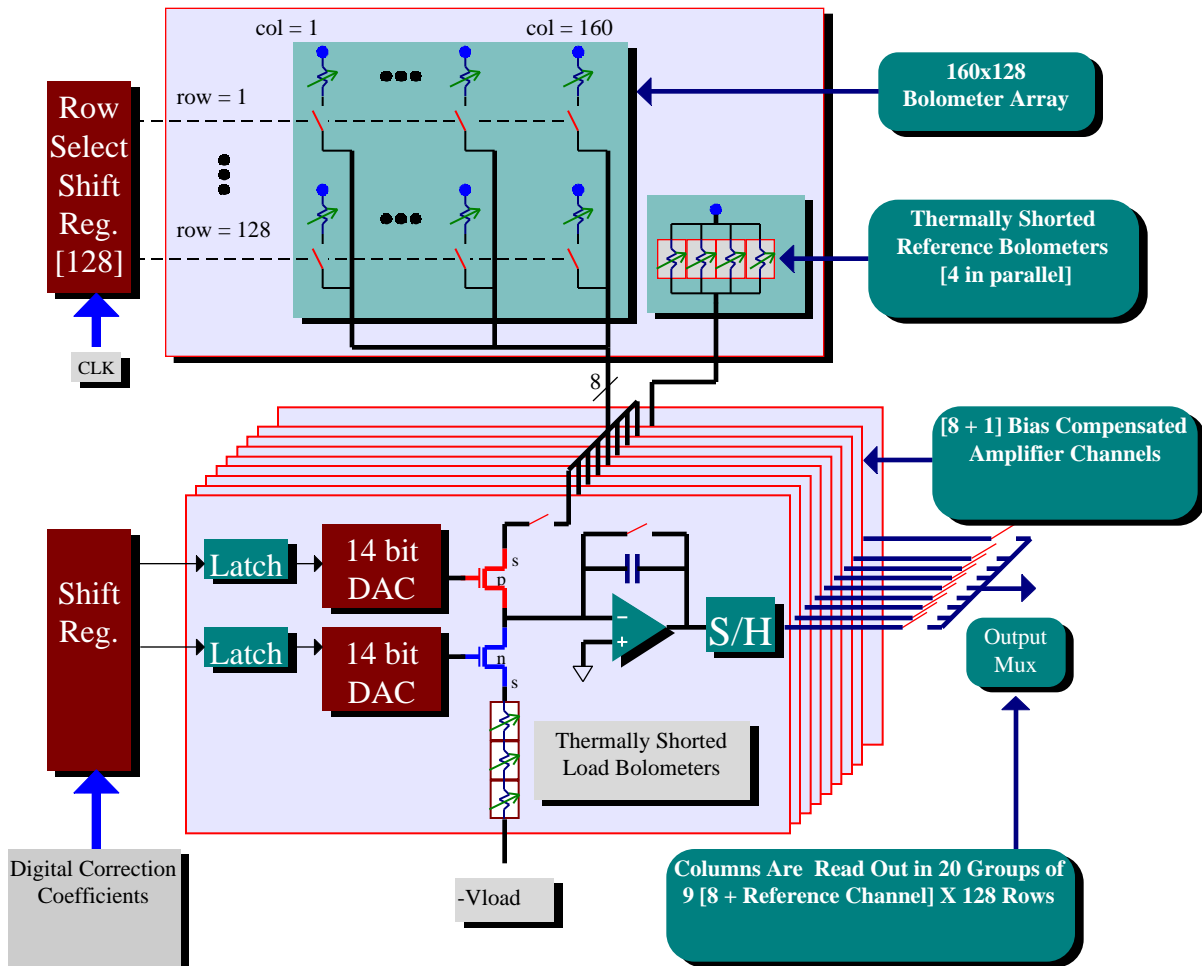 col = 1
col = 160
160x128
Bolometer Array
row = 1
Row
Select
Shift
Reg.
[128]
row = 128
Thermally Shorted
Reference Bolometers
[4 in parallel]
CLK
8
[8 + 1] Bias Compensated
Amplifier Channels
Shift
Reg.
Latch
14 bit
DAC
s
p
Latch
14 bit
DAC
n
s
−
+
S/H
Output
Mux
Thermally Shorted
Load Bolometers
Digital Correction
Coefficients
-Vload
Columns Are Read Out in 20 Groups of
9 [8 + Reference Channel] X 128 Rows